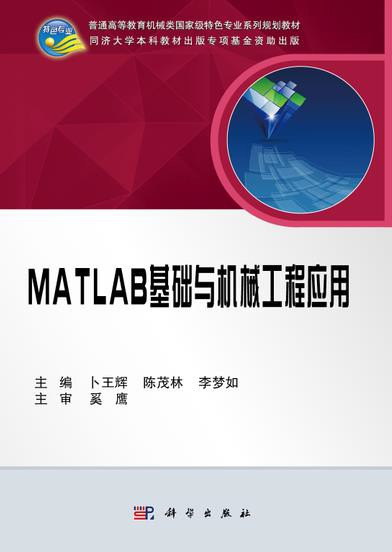 特色专业
普通高等教育机械类国家级特色专业系列规划教材
同济大学本科教材出版专项基金资助出版
MATLAB基础与机械工程应用
主 编 卜王辉 陈茂林 李梦如
主 审 奚 鹰
SP
科学出版社